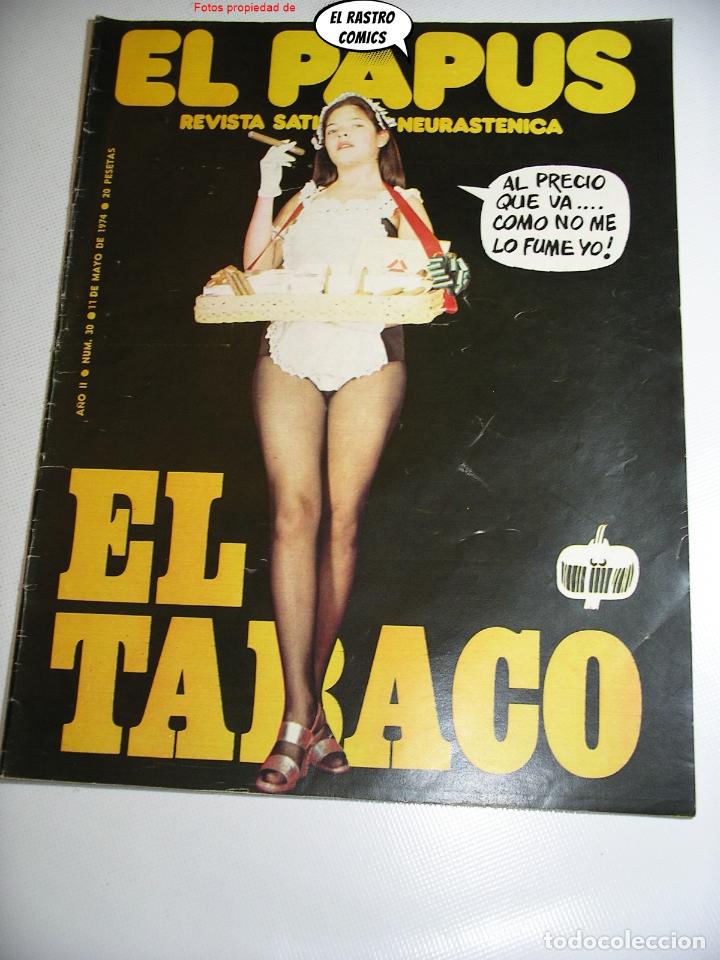 Fotos propiedad de
EL RASTRO
COMICS
EL PAPUS
REVISTA SATI NEURASTENICA
AÑO II ● NUM. 30 ● 11 DE MAYO DE 1974 ● 20 PESETAS
AL PRECIO
QUE VA....
COMO NO ME
LO FUME YO!
EL
TABACO
todocoleccion.net